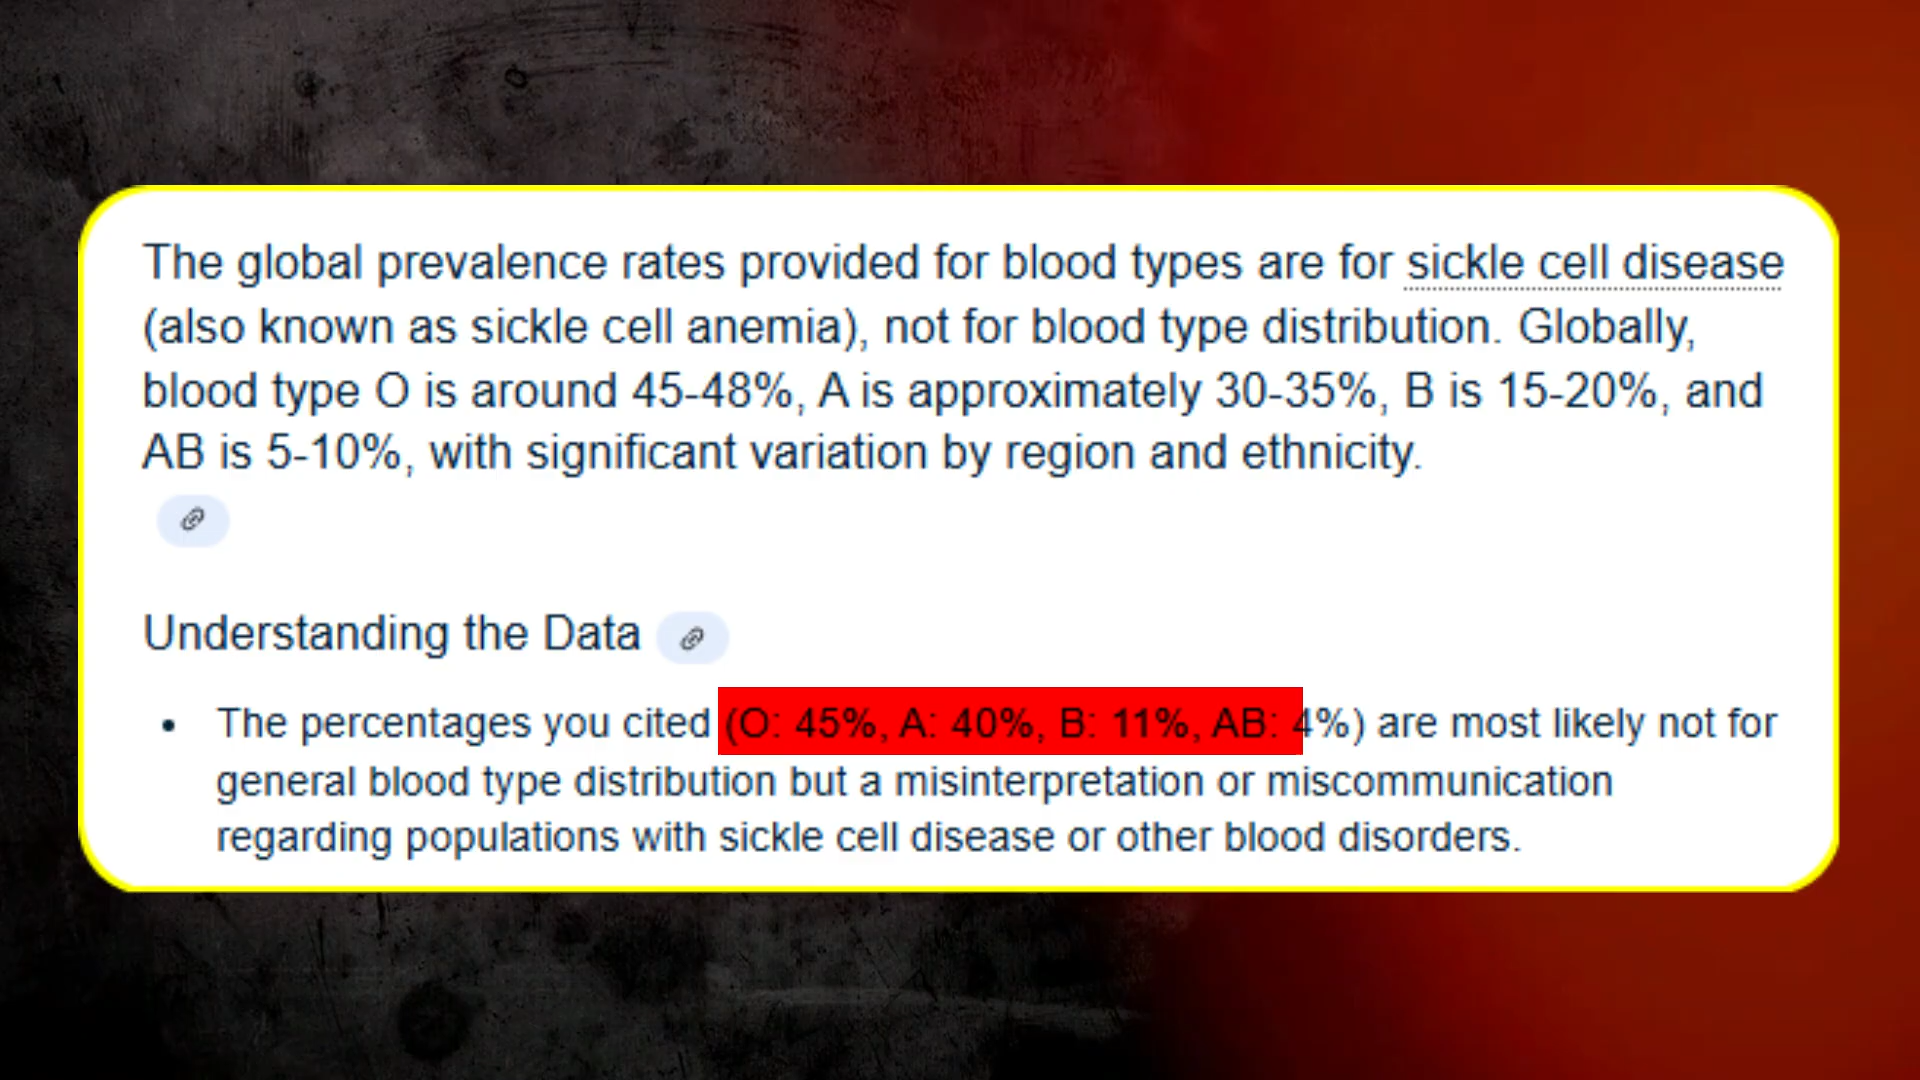 The global prevalence rates provided for blood types are for sickle cell disease
(also known as sickle cell anemia), not for blood type distribution. Globally,
blood type O is around 45-48%, A is approximately 30-35%, B is 15-20%, and
AB is 5-10%, with significant variation by region and ethnicity.
Understanding the Data
• The percentages you cited (O: 45%, A: 40%, B: 11%, AB: 4%) are most likely not for
general blood type distribution but a misinterpretation or miscommunication
regarding populations with sickle cell disease or other blood disorders.